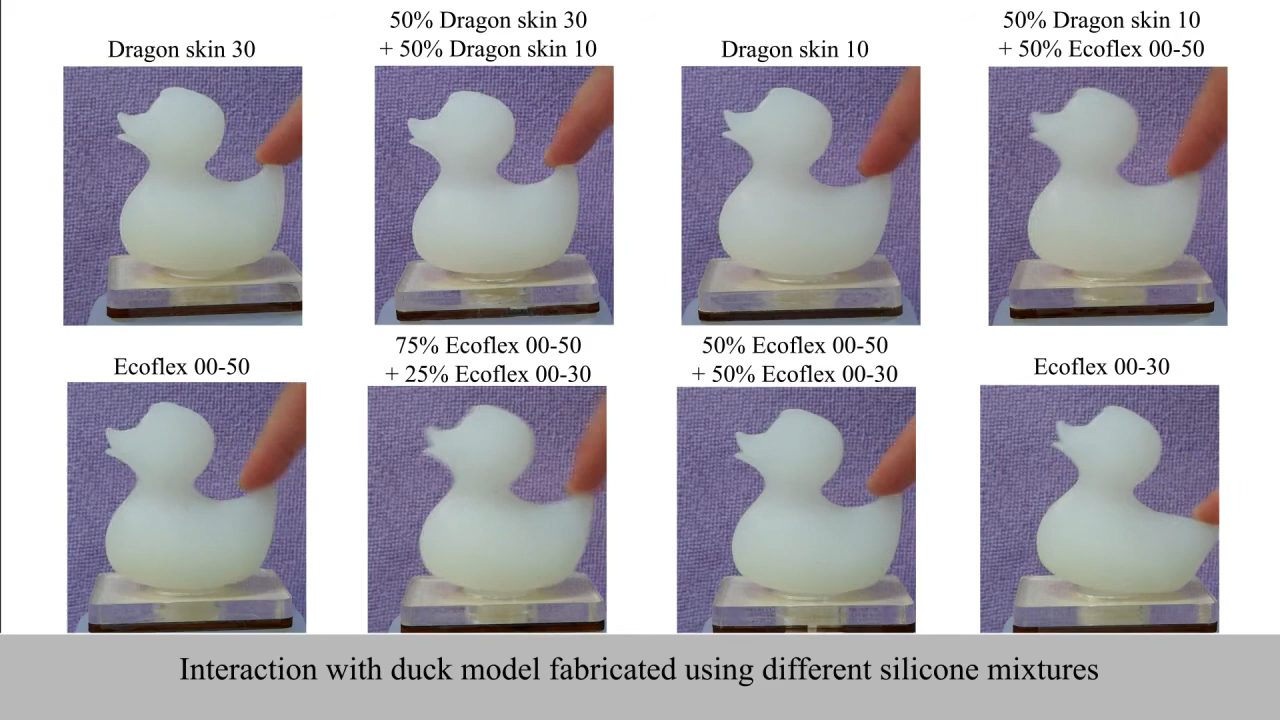 Dragon skin 30
50% Dragon skin 30
+ 50% Dragon skin 10
Dragon skin 10
50% Dragon skin 10
+ 50% Ecoflex 00-50
Ecoflex 00-50
75% Ecoflex 00-50
+ 25% Ecoflex 00-30
50% Ecoflex 00-50
+ 50% Ecoflex 00-30
Ecoflex 00-30
Interaction with duck model fabricated using different silicone mixtures